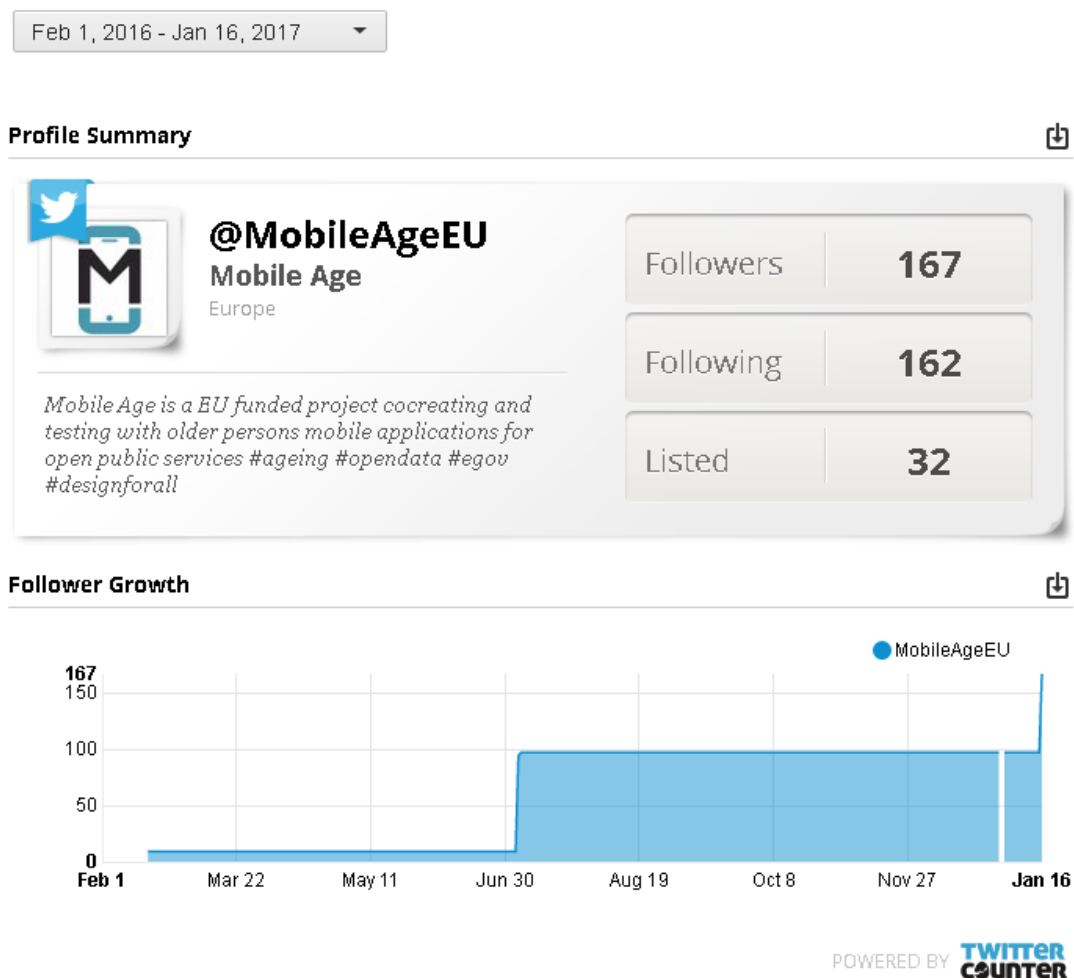 Feb 1, 2016 - Jan 16, 2017
Profile Summary
@MobileAgeEU
Mobile Age
Europe
Mobile Age is a EU funded project cocreating and
testing with older persons mobile applications for
open public services #ageing #opendata #egov
#designforall
Followers 167
Following 162
Listed 32
Follower Growth
MobileAgeEU
167
150
100
50
0
Feb 1 Mar 22 May 11 Jun 30 Aug 19 Oct 8 Nov 27 Jan 16
POWERED BY TWITTER
COUNTER
M